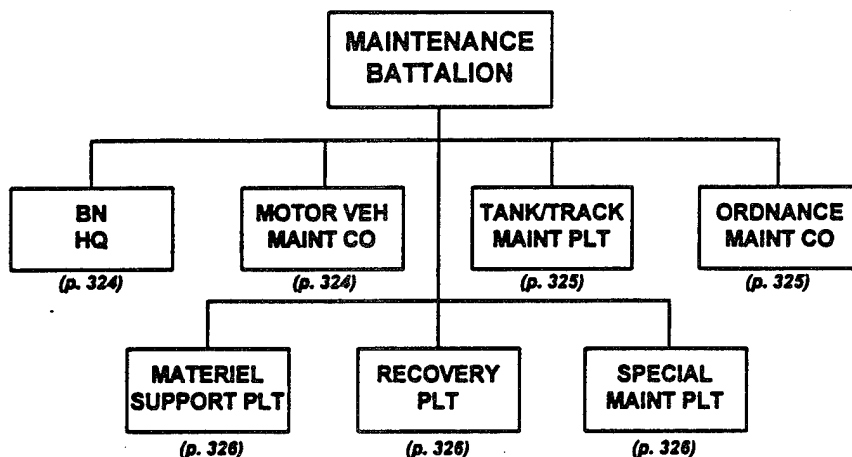 MAINTENANCE
BATTALION
BN
HQ
(p. 324)
MOTOR VEH
MAINT CO
(p. 324)
TANK/TRACK
MAINT PLT
(p. 325)
ORDNANCE
MAINT CO
(p. 325)
MATERIEL
SUPPORT PLT
(p. 326)
RECOVERY
PLT
(p. 326)
SPECIAL
MAINT PLT
(p. 326)